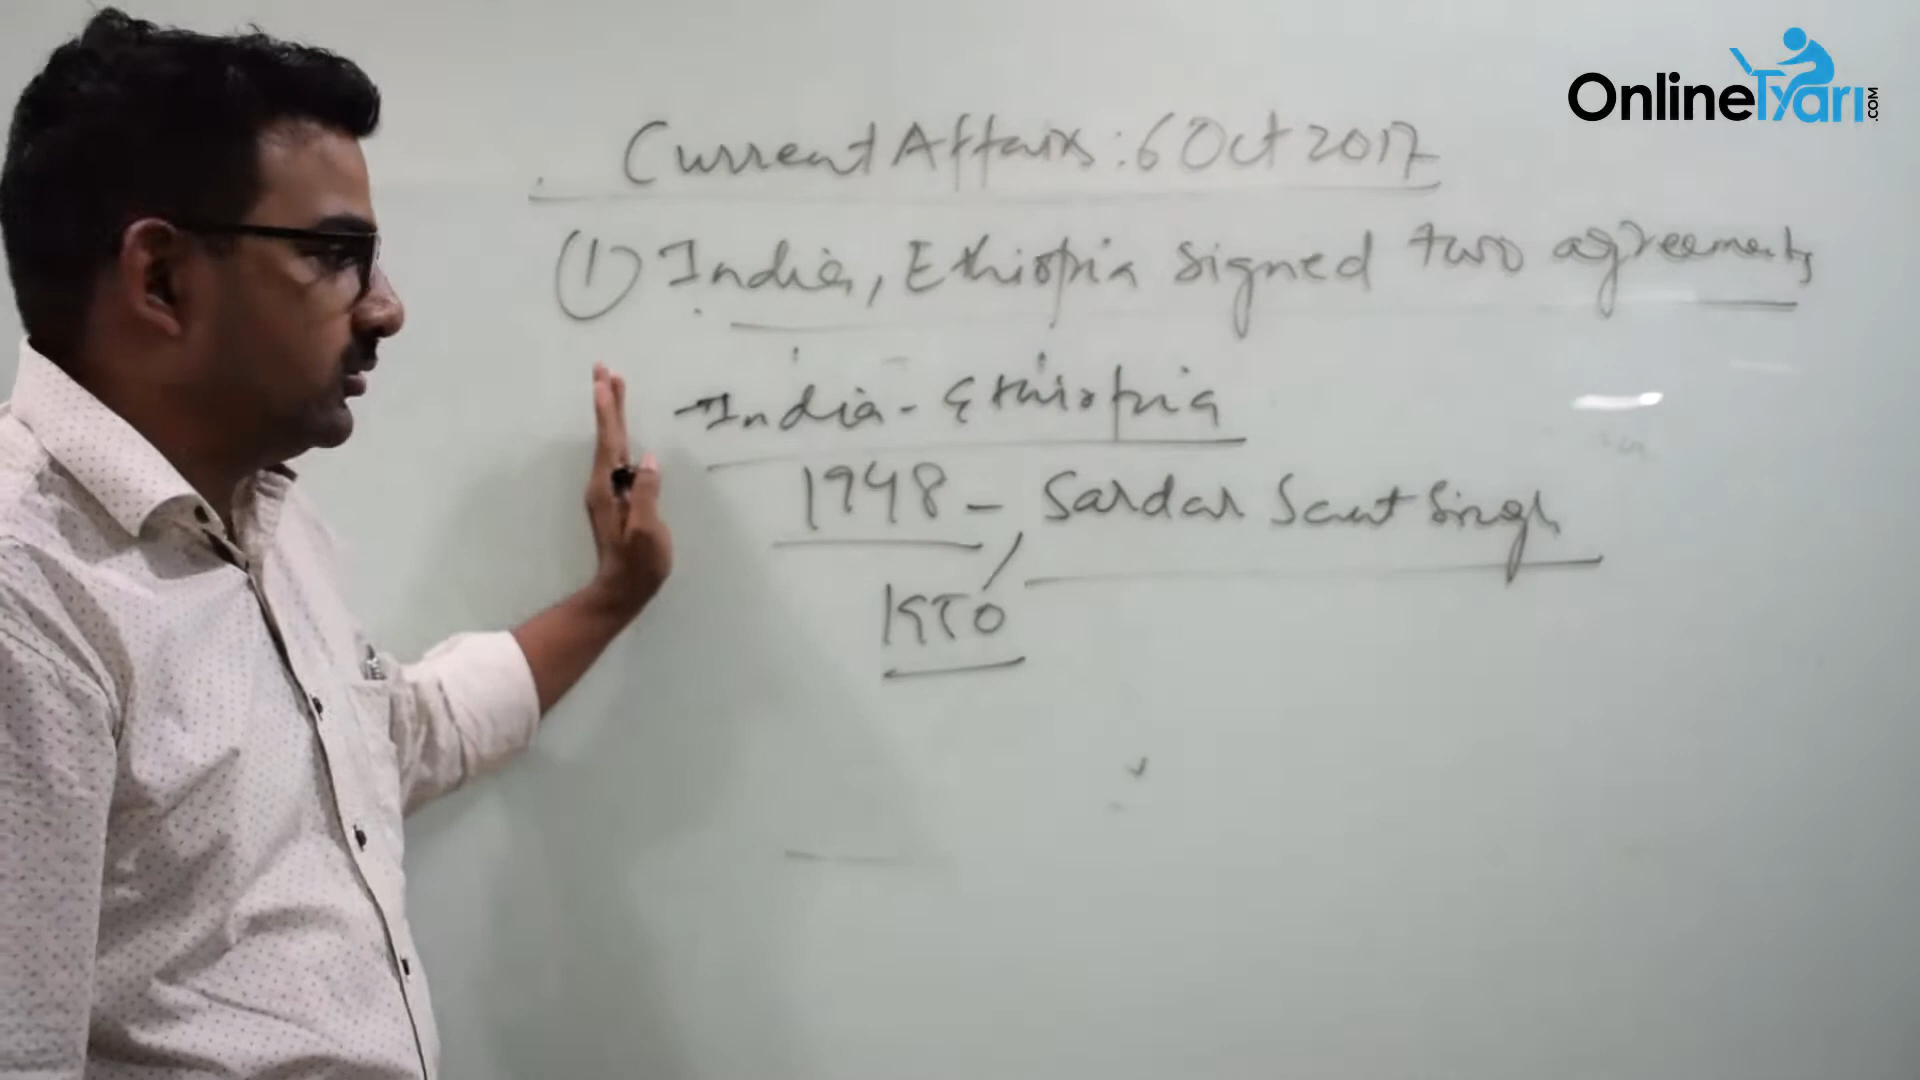 OnlineTyari.COM
Current Affairs : 6 Oct 2017
(1) India, Ethiopia signed two agreements
-India - Ethiopia
1948 - Sardar Sant Singh
1950